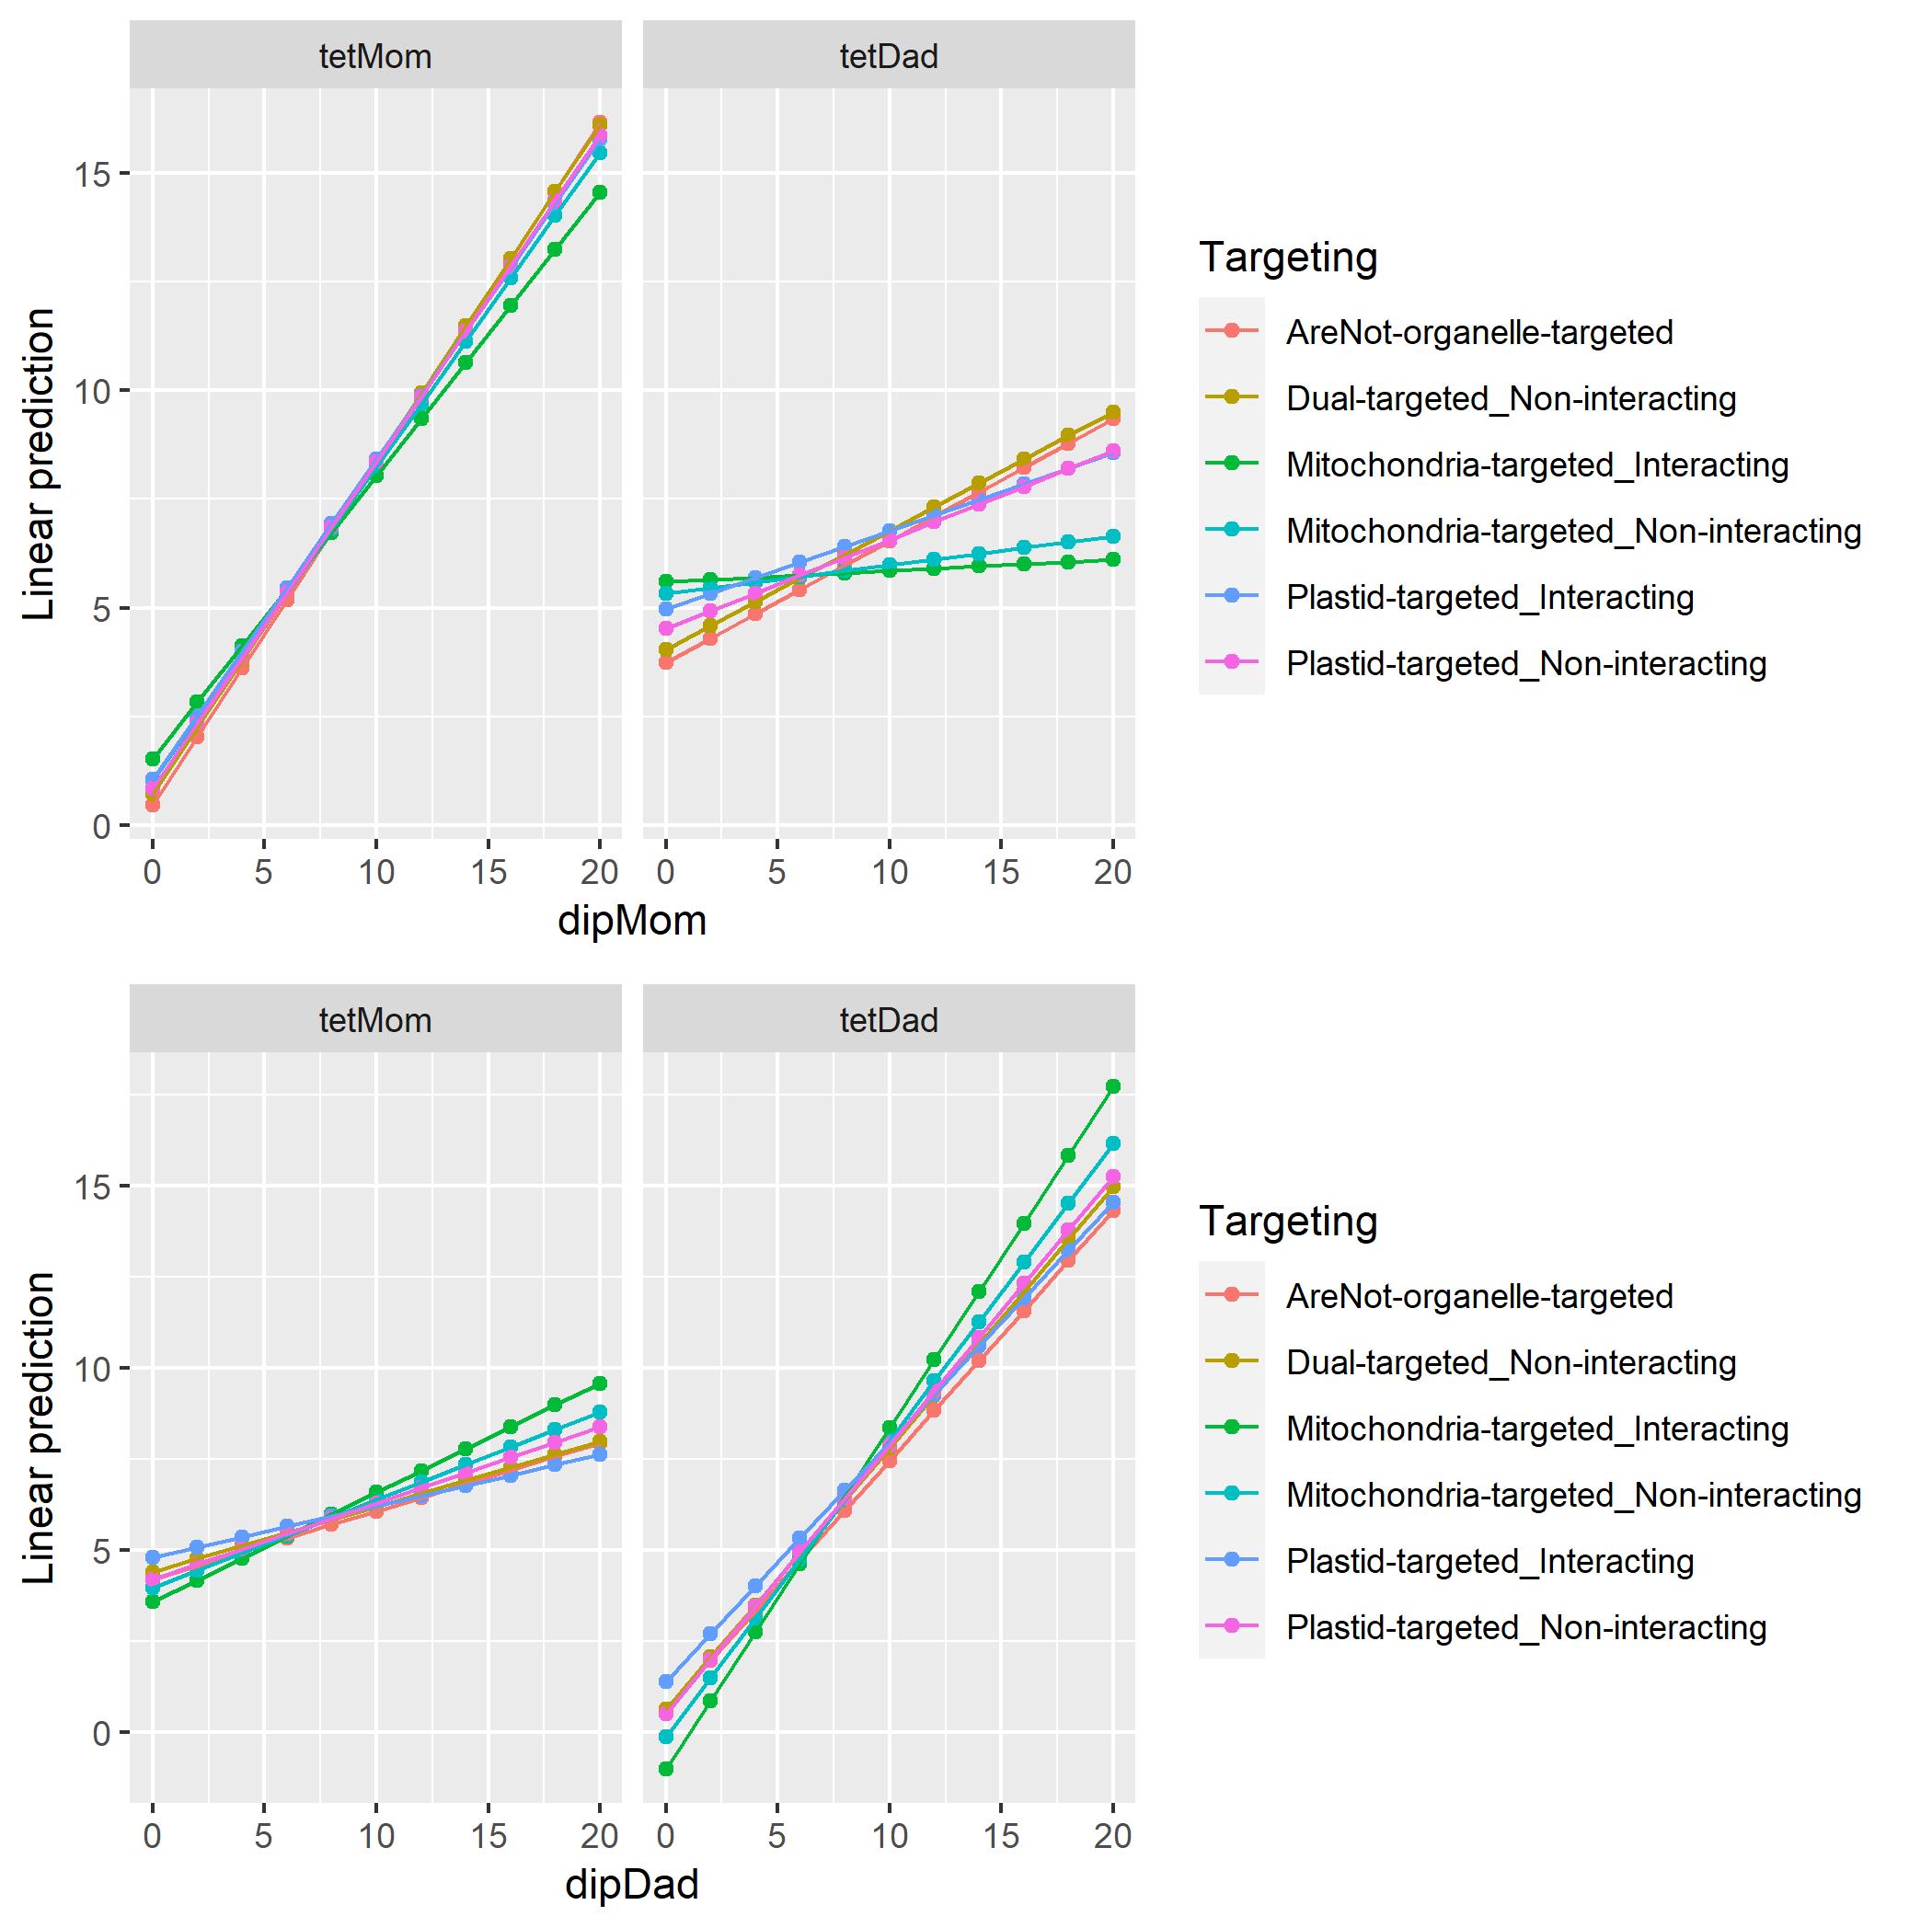 tetMom tetDad
Linear prediction
15
10
5
0
0 5 10 15 20 0 5 10 15 20
dipMom
Targeting
AreNot-organelle-targeted
Dual-targeted_Non-interacting
Mitochondria-targeted_Interacting
Mitochondria-targeted_Non-interacting
Plastid-targeted_Interacting
Plastid-targeted_Non-interacting
tetMom tetDad
Linear prediction
15
10
5
0
0 5 10 15 20 0 5 10 15 20
dipDad
Targeting
AreNot-organelle-targeted
Dual-targeted_Non-interacting
Mitochondria-targeted_Interacting
Mitochondria-targeted_Non-interacting
Plastid-targeted_Interacting
Plastid-targeted_Non-interacting